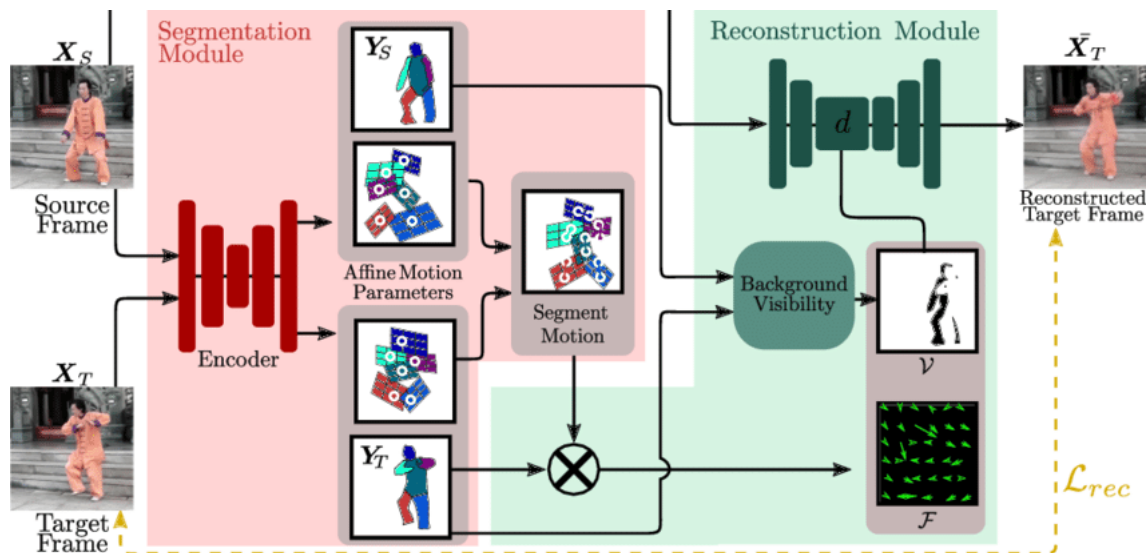 Segmentation
Module
Reconstruction Module
X_S
Y_S
X̄_T
d
Source
Frame
Reconstructed
Target Frame
Affine Motion
Parameters
Background
Visibility
Segment
Motion
Encoder
𝒱
X_T
Y_T
ℒ_rec
Target
Frame
ℱ